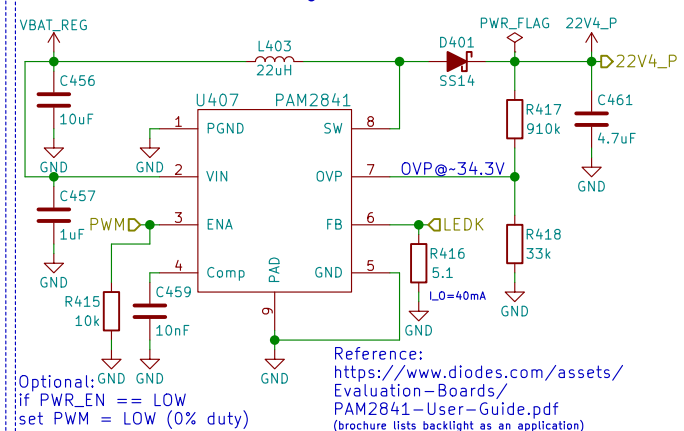 VBAT_REG
PWR_FLAG
22V4_P
L403
22uH
D401
SS14
22V4_P
C456
10uF
GND
U407
PAM2841
R417
910k
C461
4.7uF
GND
1
PGND
SW
8
GND
2
VIN
OVP
7
OVP@~34.3V
C457
1uF
GND
PWM
3
ENA
FB
6
LEDK
R416
5.1
I_O=40mA
GND
R418
33k
GND
4
Comp
PAD
GND
5
9
R415
10k
GND
C459
10nF
GND
GND
Optional:
if PWR_EN == LOW
set PWM = LOW (0% duty)
Reference:
https://www.diodes.com/assets/
Evaluation-Boards/
PAM2841-User-Guide.pdf
(brochure lists backlight as an application)